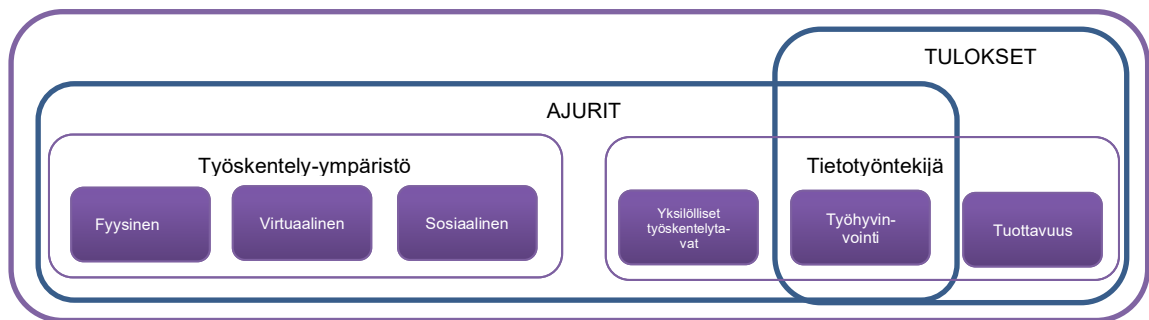 TULOKSET
AJURIT
Työskentely-ympäristö
Fyysinen
Virtuaalinen
Sosiaalinen
Tietotyöntekijä
Yksilölliset
työskentelyta-
vat
Työhyvin-
vointi
Tuottavuus